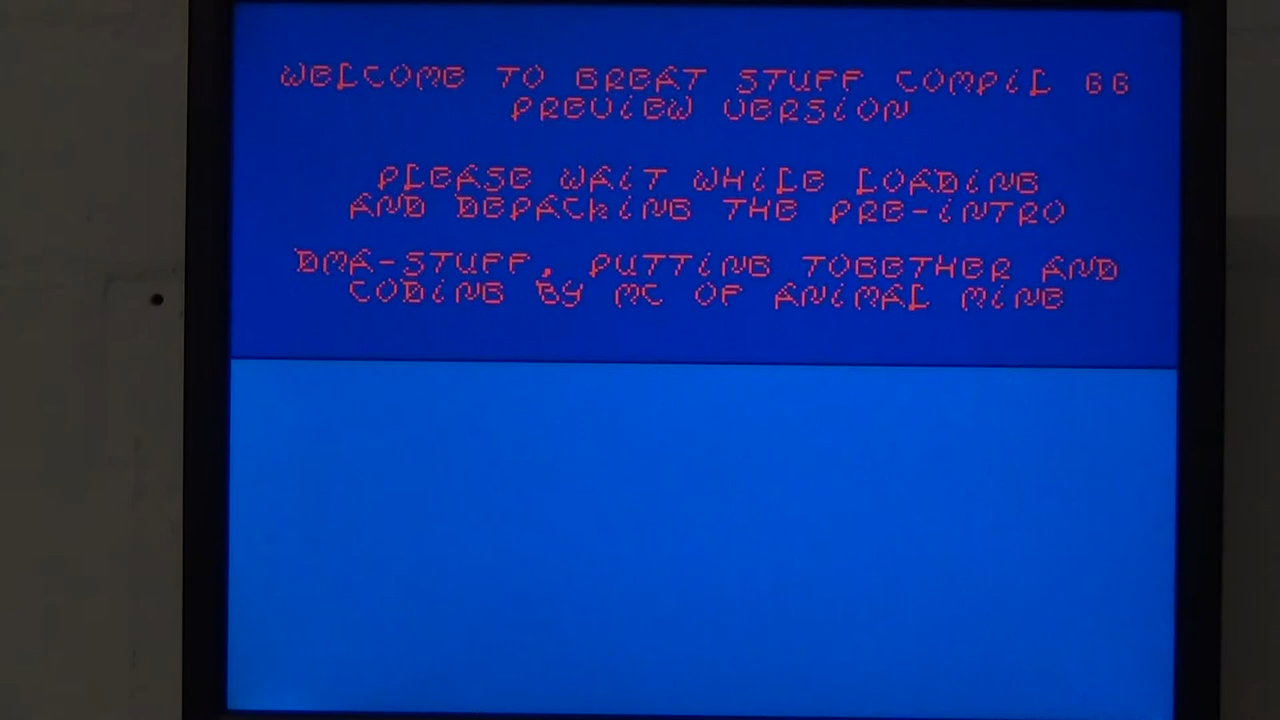 WELCOME TO GREAT STUFF COMPiL 66
PREViEW VERSiON
PLEASE WAiT WHiLE LOADiNG
AND DEPACKiNG THE PRE-iNTRO
DMA-STUFF, PUTTiNG TOGETHER AND
CODiNG BY MC OF ANiMAL MiNE